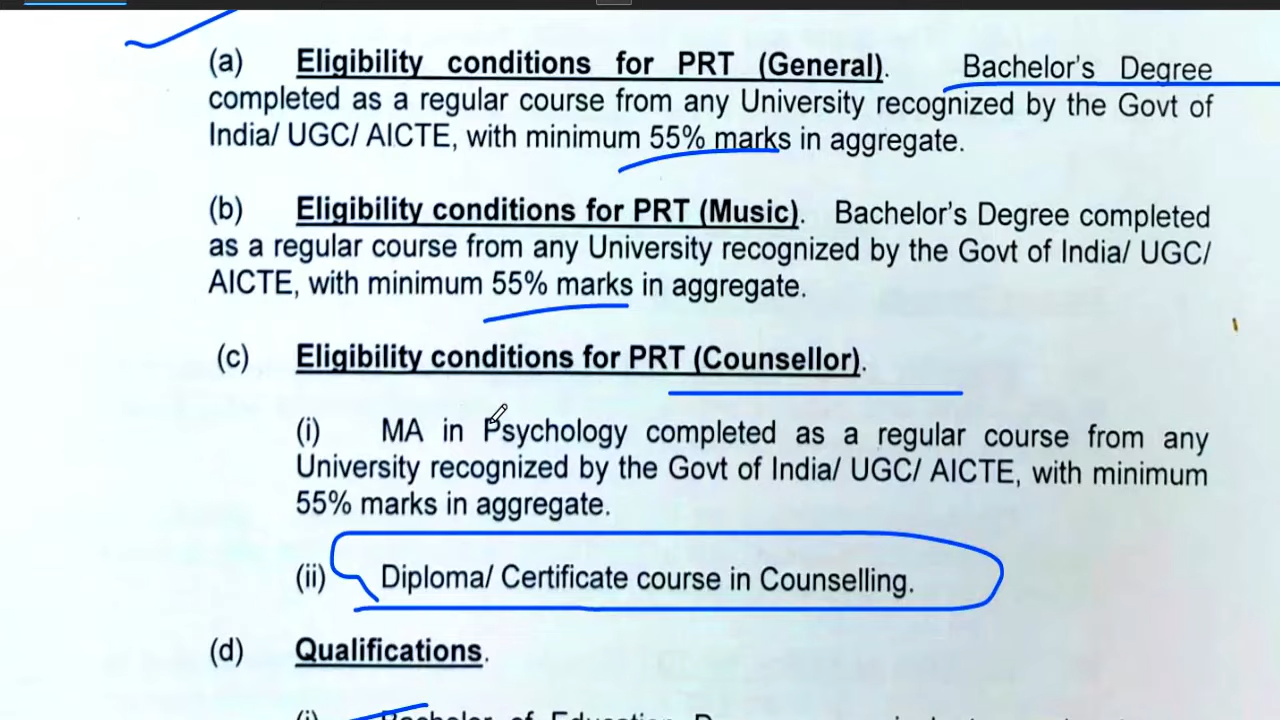 (a) Eligibility conditions for PRT (General). Bachelor's Degree
completed as a regular course from any University recognized by the Govt of
India/ UGC/ AICTE, with minimum 55% marks in aggregate.
(b) Eligibility conditions for PRT (Music). Bachelor's Degree completed
as a regular course from any University recognized by the Govt of India/ UGC/
AICTE, with minimum 55% marks in aggregate.
(c) Eligibility conditions for PRT (Counsellor).
(i) MA in Psychology completed as a regular course from any
University recognized by the Govt of India/ UGC/ AICTE, with minimum
55% marks in aggregate.
(ii) Diploma/ Certificate course in Counselling.
(d) Qualifications.
(i) Bachelor of Education